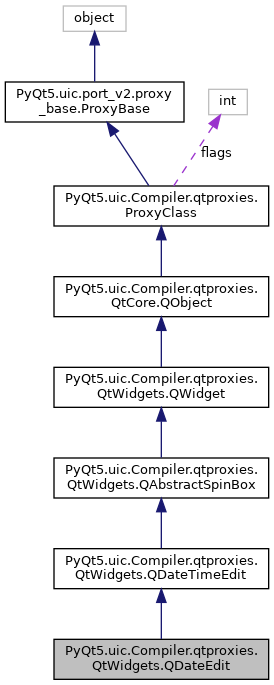 object
PyQt5.uic.port_v2.proxy
_base.ProxyBase
int
flags
PyQt5.uic.Compiler.qtproxies.
ProxyClass
PyQt5.uic.Compiler.qtproxies.
QtCore.QObject
PyQt5.uic.Compiler.qtproxies.
QtWidgets.QWidget
PyQt5.uic.Compiler.qtproxies.
QtWidgets.QAbstractSpinBox
PyQt5.uic.Compiler.qtproxies.
QtWidgets.QDateTimeEdit
PyQt5.uic.Compiler.qtproxies.
QtWidgets.QDateEdit